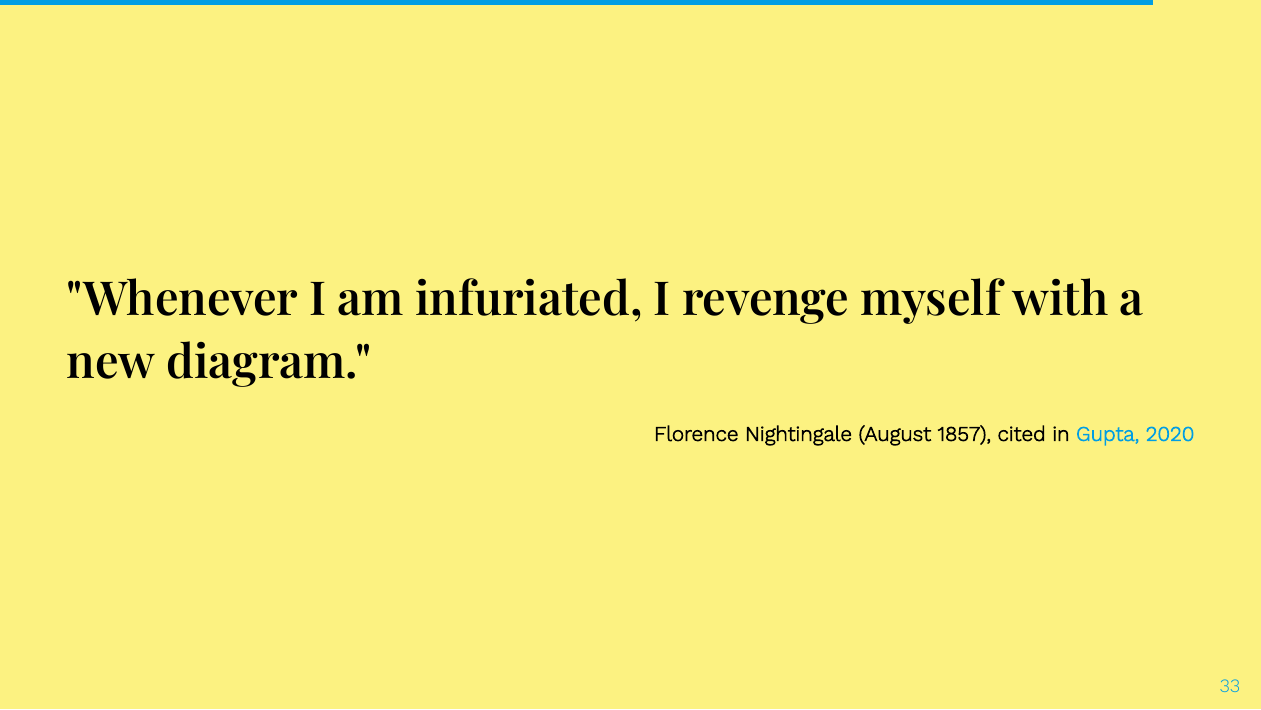 "Whenever I am infuriated, I revenge myself with a
new diagram."
Florence Nightingale (August 1857), cited in Gupta, 2020
33